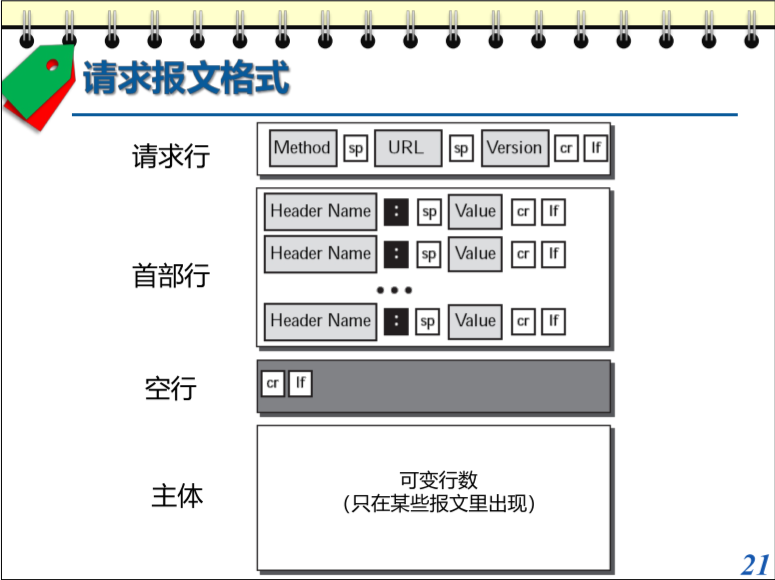 请求报文格式
请求行
Method sp URL sp Version cr lf
首部行
Header Name : sp Value cr lf
Header Name : sp Value cr lf
•••
Header Name : sp Value cr lf
空行
cr lf
主体
可变行数
（只在某些报文里出现）
21